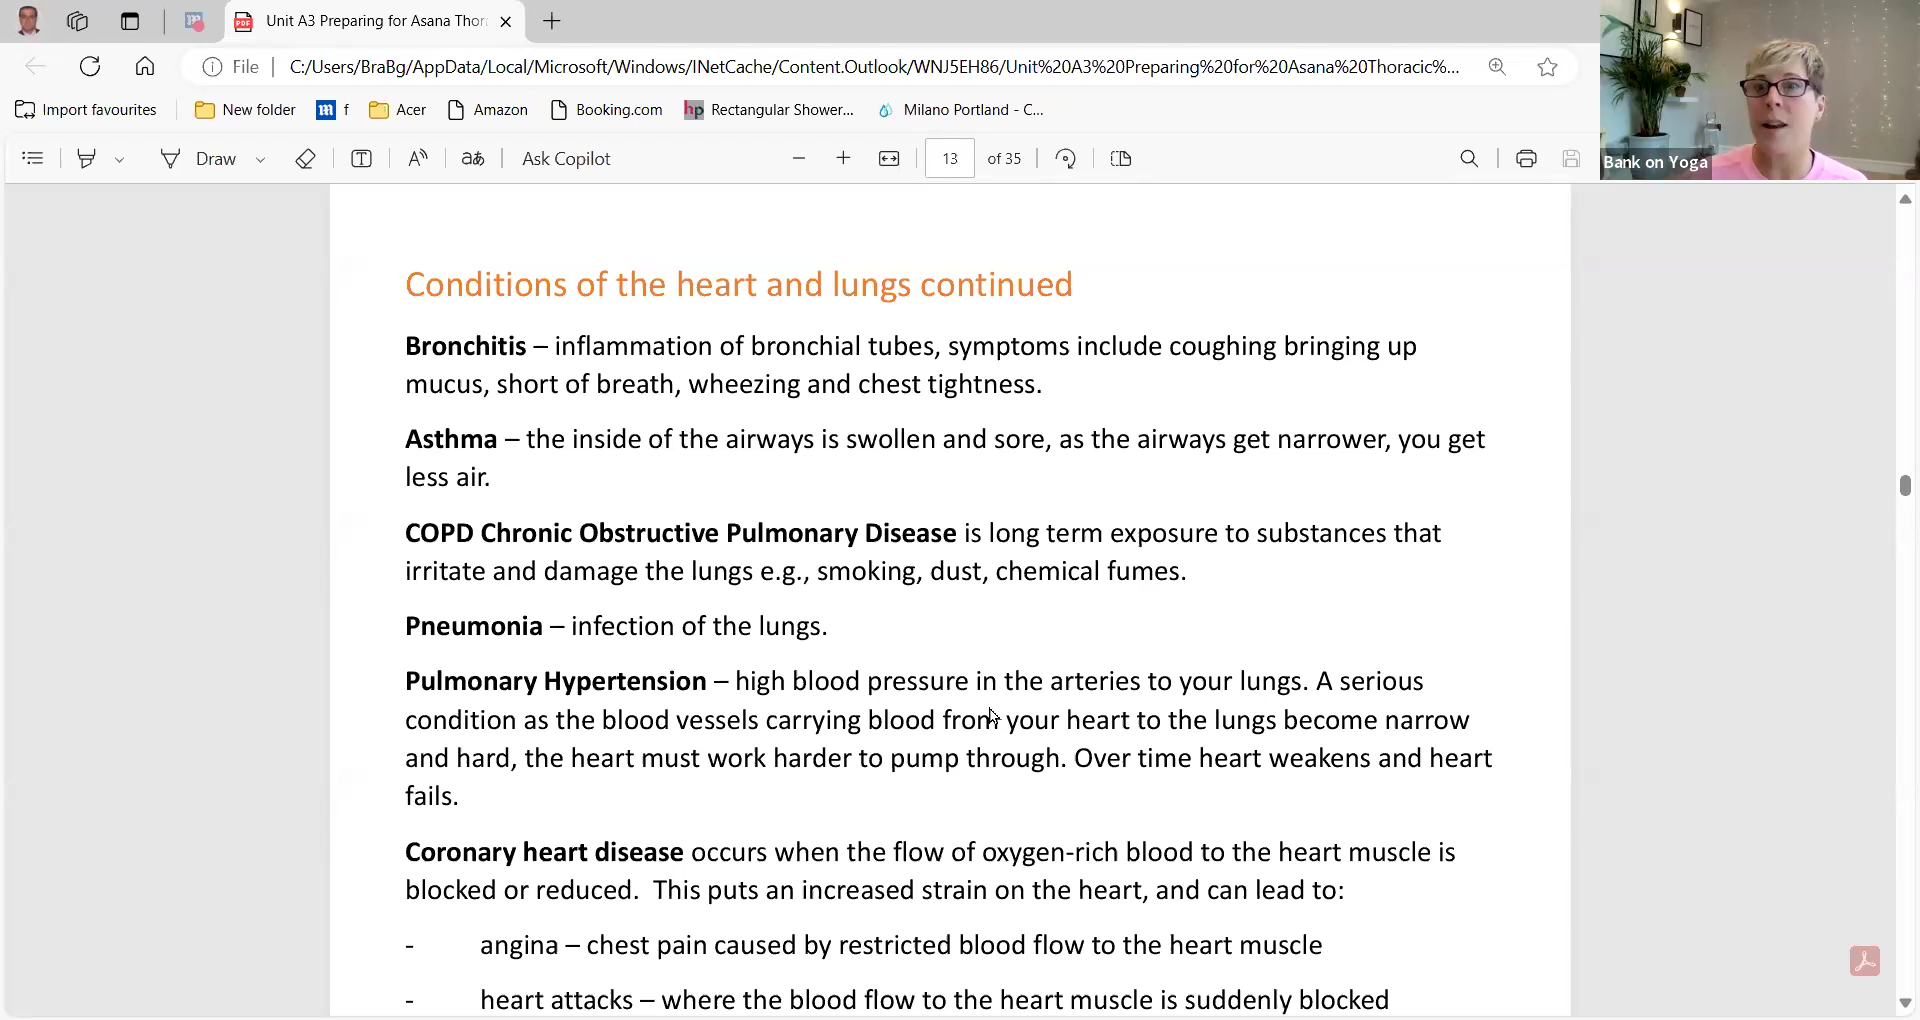 Unit A3 Preparing for Asana Thor
File
C:/Users/BraBg/AppData/Local/Microsoft/Windows/INetCache/Content.Outlook/WNJ5EH86/Unit%20A3%20Preparing%20for%20Asana%20Thoracic%...
Import favourites
New folder
m f
Acer
Amazon
Booking.com
hp Rectangular Shower...
Milano Portland - C...
Draw
A
aあ
Ask Copilot
13 of 35
Bank on Yoga
Conditions of the heart and lungs continued
Bronchitis – inflammation of bronchial tubes, symptoms include coughing bringing up
mucus, short of breath, wheezing and chest tightness.
Asthma – the inside of the airways is swollen and sore, as the airways get narrower, you get
less air.
COPD Chronic Obstructive Pulmonary Disease is long term exposure to substances that
irritate and damage the lungs e.g., smoking, dust, chemical fumes.
Pneumonia – infection of the lungs.
Pulmonary Hypertension – high blood pressure in the arteries to your lungs. A serious
condition as the blood vessels carrying blood from your heart to the lungs become narrow
and hard, the heart must work harder to pump through. Over time heart weakens and heart
fails.
Coronary heart disease occurs when the flow of oxygen-rich blood to the heart muscle is
blocked or reduced.  This puts an increased strain on the heart, and can lead to:
- angina – chest pain caused by restricted blood flow to the heart muscle
- heart attacks – where the blood flow to the heart muscle is suddenly blocked